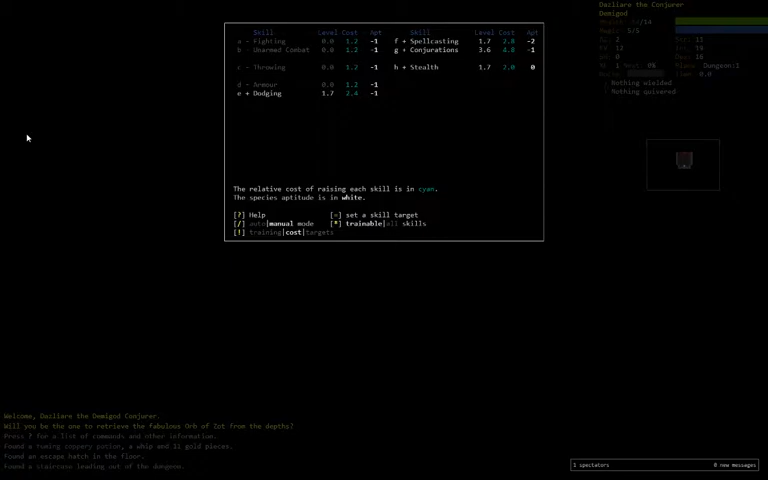 Dazliare the Conjurer
Demigod
Skill Level Cost Apt Skill Level Cost Apt
a - Fighting 0.0 1.2 -1 f + Spellcasting 1.7 2.8 -2
b - Unarmed Combat 0.0 1.2 -1 g + Conjurations 3.6 4.8 -1
c - Throwing 0.0 1.2 -1 h + Stealth 1.7 2.0 0
d - Armour 0.0 1.2 -1
e + Dodging 1.7 2.4 -1
Nothing wielded
Nothing quivered
The relative cost of raising each skill is in cyan.
The species aptitude is in white.
[?] Help [=] set a skill target
[/] auto|manual mode [*] trainable|all skills
[!] training|cost|targets
Welcome, Dazliare the Demigod Conjurer.
Will you be the one to retrieve the fabulous Orb of Zot from the depths?
Press ? for a list of commands and other information.
Found a fuming coppery potion, a whip and 11 gold pieces.
Found an escape hatch in the floor.
Found a staircase leading out of the dungeon.
1 spectators 0 new messages